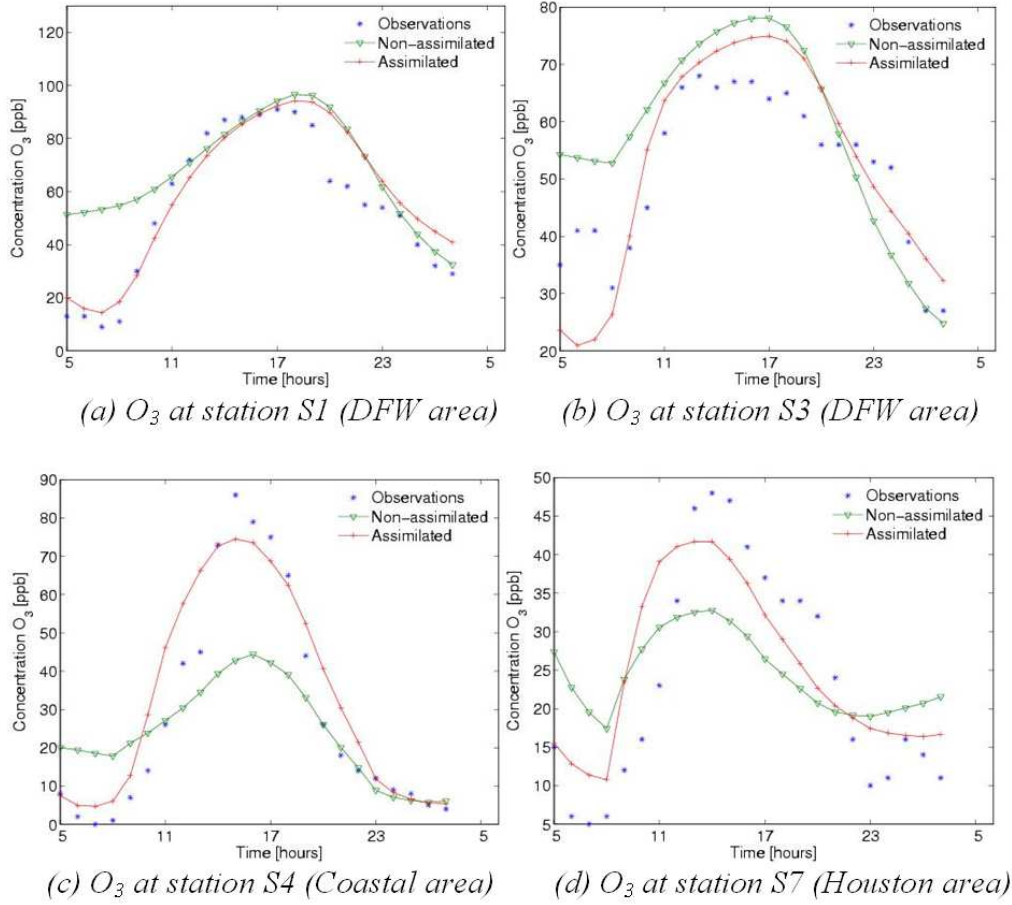 Observations
Non-assimilated
Assimilated
Concentration O3 [ppb]
120
100
80
60
40
20
0
5
11
17
23
5
Time [hours]
(a) O3 at station S1 (DFW area)
Observations
Non-assimilated
Assimilated
Concentration O3 [ppb]
80
70
60
50
40
30
20
5
11
17
23
5
Time [hours]
(b) O3 at station S3 (DFW area)
Observations
Non-assimilated
Assimilated
Concentration O3 [ppb]
90
80
70
60
50
40
30
20
10
0
5
11
17
23
5
Time [hours]
(c) O3 at station S4 (Coastal area)
Observations
Non-assimilated
Assimilated
Concentration O3 [ppb]
50
45
40
35
30
25
20
15
10
5
5
11
17
23
5
Time [hours]
(d) O3 at station S7 (Houston area)